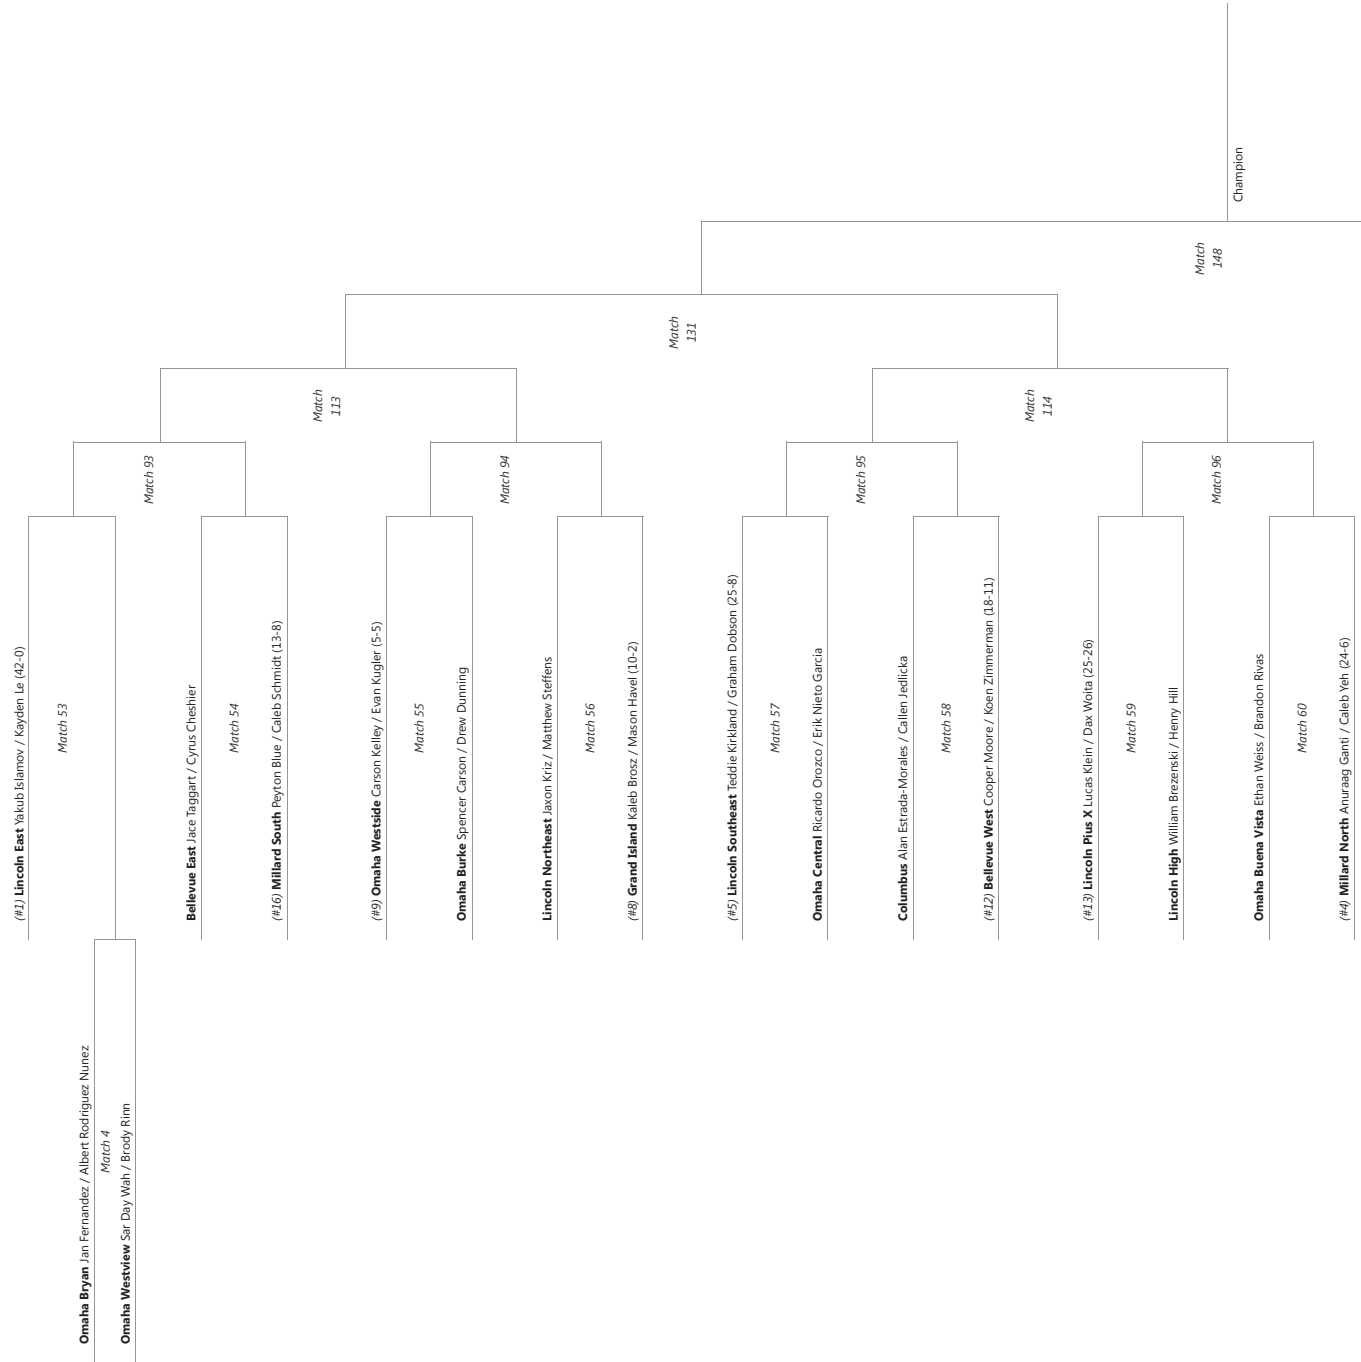 Omaha Bryan Jan Fernandez / Albert Rodriguez Nunez
Match 4
Omaha Westview Sar Day Wah / Brody Rinn
(#1) Lincoln East Yakub Islamov / Kayden Le (42-0)
Match 53
Bellevue East Jace Taggart / Cyrus Cheshier
Match 54
(#16) Millard South Peyton Blue / Caleb Schmidt (13-8)
(#9) Omaha Westside Carson Kelley / Evan Kugler (5-5)
Match 55
Omaha Burke Spencer Carson / Drew Dunning
Lincoln Northeast Jaxon Kriz / Matthew Steffens
Match 56
(#8) Grand Island Kaleb Brosz / Mason Havel (10-2)
(#5) Lincoln Southeast Teddie Kirkland / Graham Dobson (25-8)
Match 57
Omaha Central Ricardo Orozco / Erik Nieto Garcia
Columbus Alan Estrada-Morales / Callen Jedlicka
Match 58
(#12) Bellevue West Cooper Moore / Koen Zimmerman (18-11)
(#13) Lincoln Pius X Lucas Klein / Dax Woita (25-26)
Match 59
Lincoln High William Brezenski / Henry Hill
Omaha Buena Vista Ethan Weiss / Brandon Rivas
Match 60
(#4) Millard North Anuraag Ganti / Caleb Yeh (24-6)
Match 93
Match 94
Match 95
Match 96
Match
113
Match
114
Match
131
Match
148
Champion